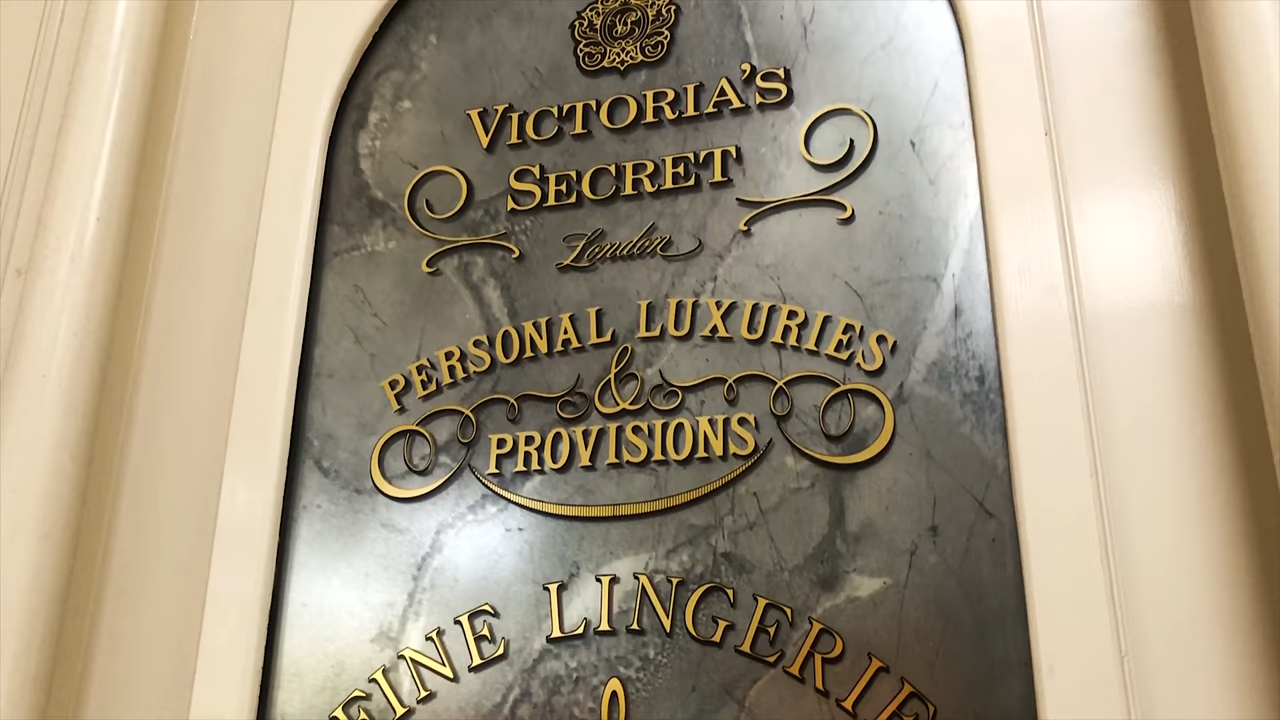 VICTORIA'S
SECRET
London
PERSONAL LUXURIES
&
PROVISIONS
FINE LINGERIE